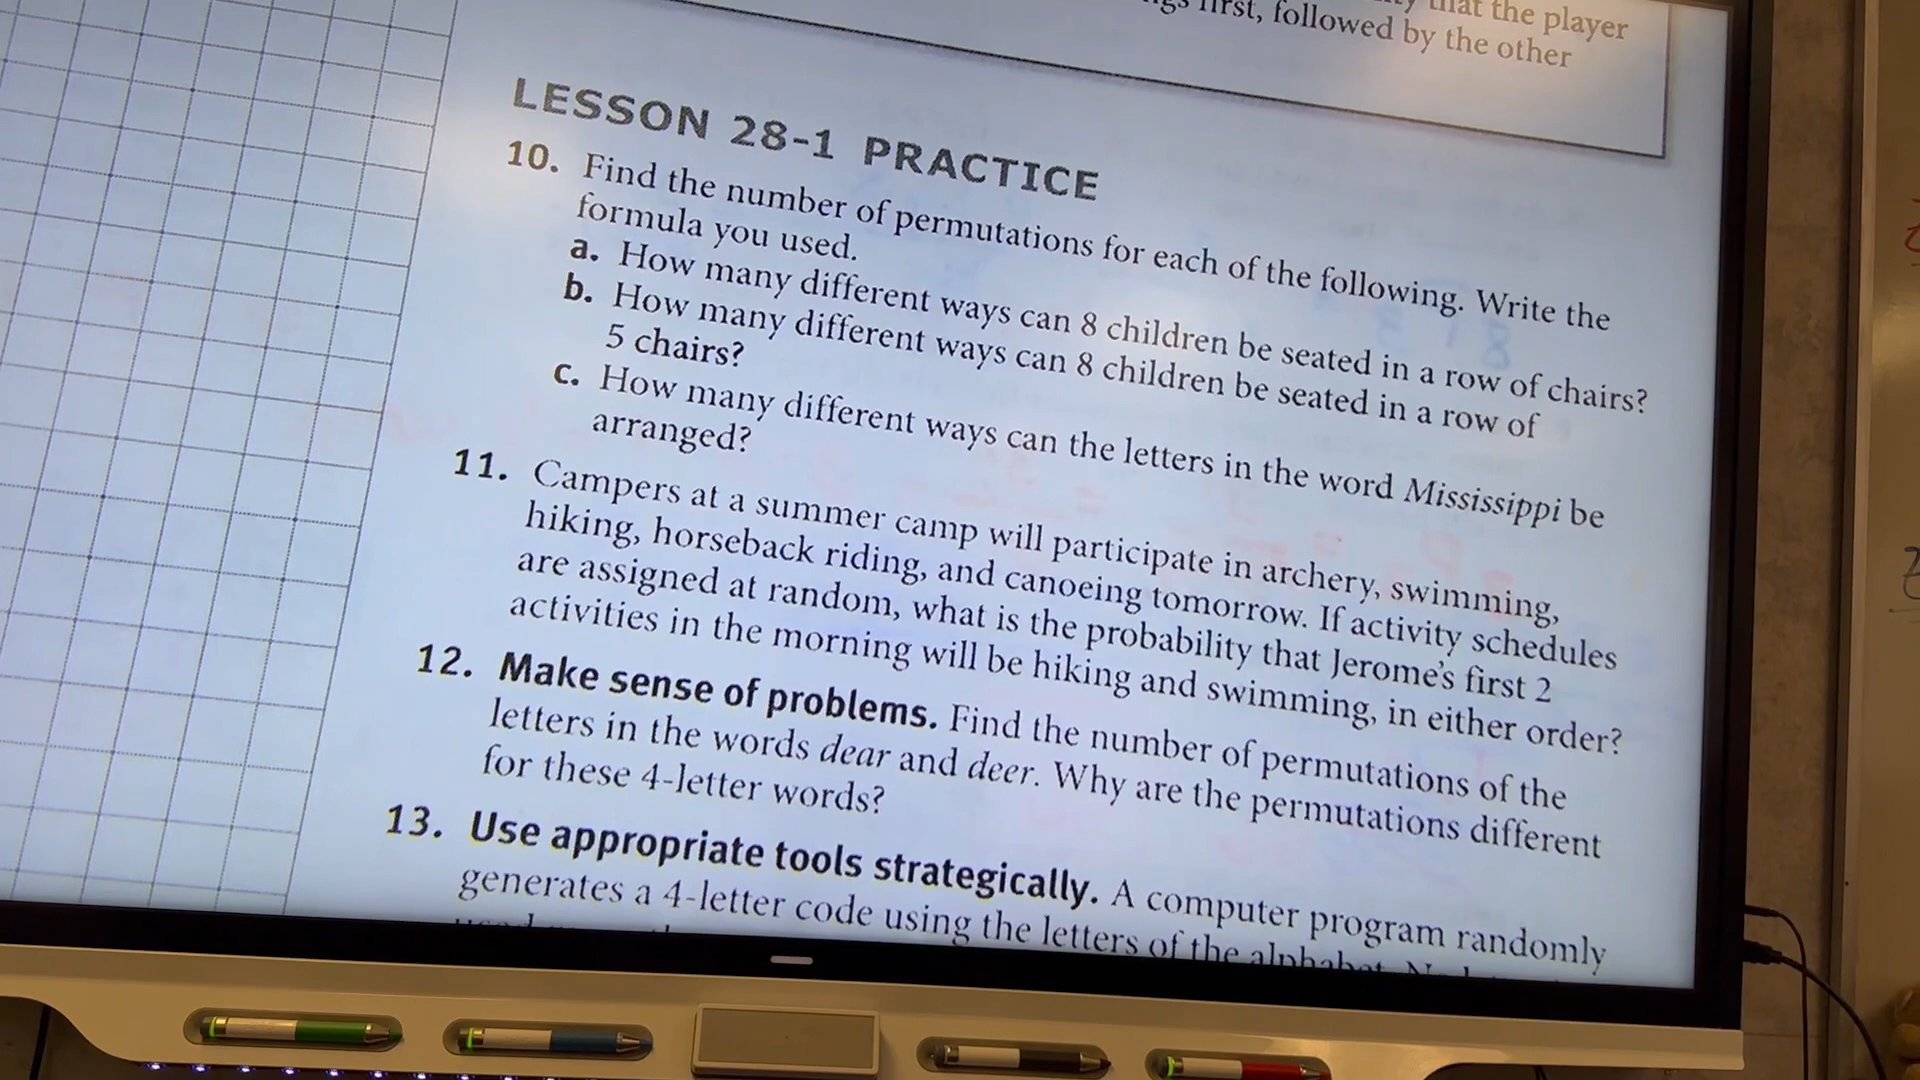 that the player
first, followed by the other
LESSON 28-1 PRACTICE
10. Find the number of permutations for each of the following. Write the
formula you used.
a. How many different ways can 8 children be seated in a row of chairs?
b. How many different ways can 8 children be seated in a row of
5 chairs?
c. How many different ways can the letters in the word Mississippi be
arranged?
11. Campers at a summer camp will participate in archery, swimming,
hiking, horseback riding, and canoeing tomorrow. If activity schedules
are assigned at random, what is the probability that Jerome's first 2
activities in the morning will be hiking and swimming, in either order?
12. Make sense of problems. Find the number of permutations of the
letters in the words dear and deer. Why are the permutations different
for these 4-letter words?
13. Use appropriate tools strategically. A computer program randomly
generates a 4-letter code using the letters of the alphabet.